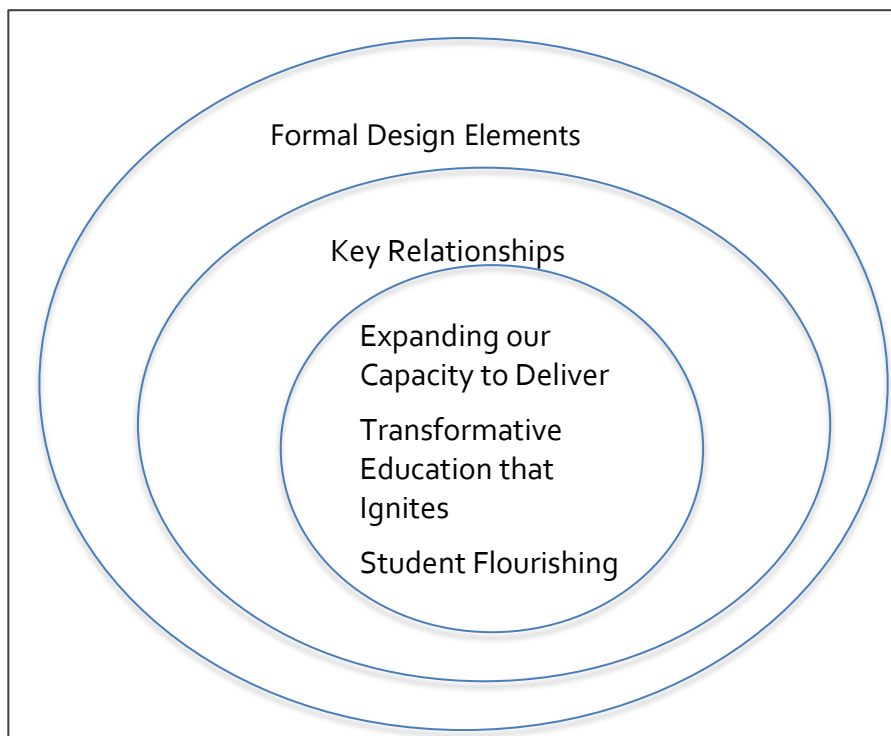 Formal Design Elements
Key Relationships
Expanding our
Capacity to Deliver
Transformative
Education that
Ignites
Student Flourishing